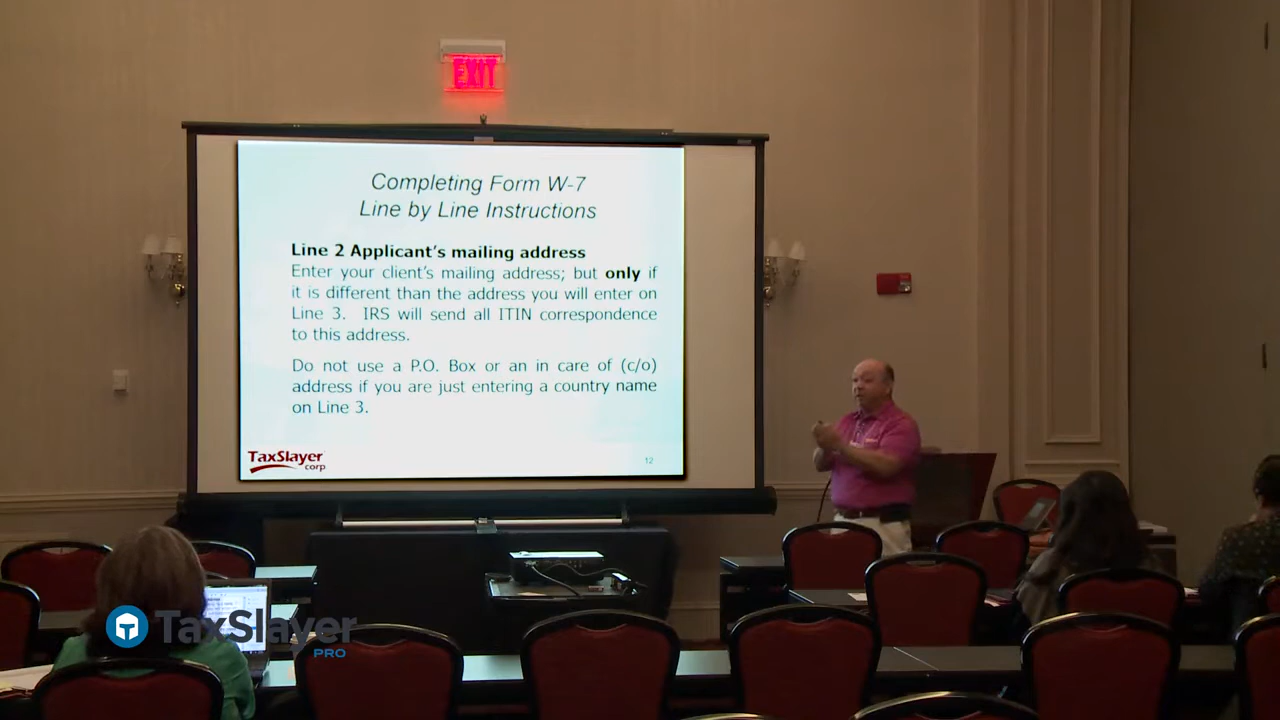 EXIT
Completing Form W-7
Line by Line Instructions
Line 2 Applicant's mailing address
Enter your client's mailing address; but only if
it is different than the address you will enter on
Line 3. IRS will send all ITIN correspondence
to this address.
Do not use a P.O. Box or an in care of (c/o)
address if you are just entering a country name
on Line 3.
TaxSlayer
corp
12
TaxSlayer
PRO